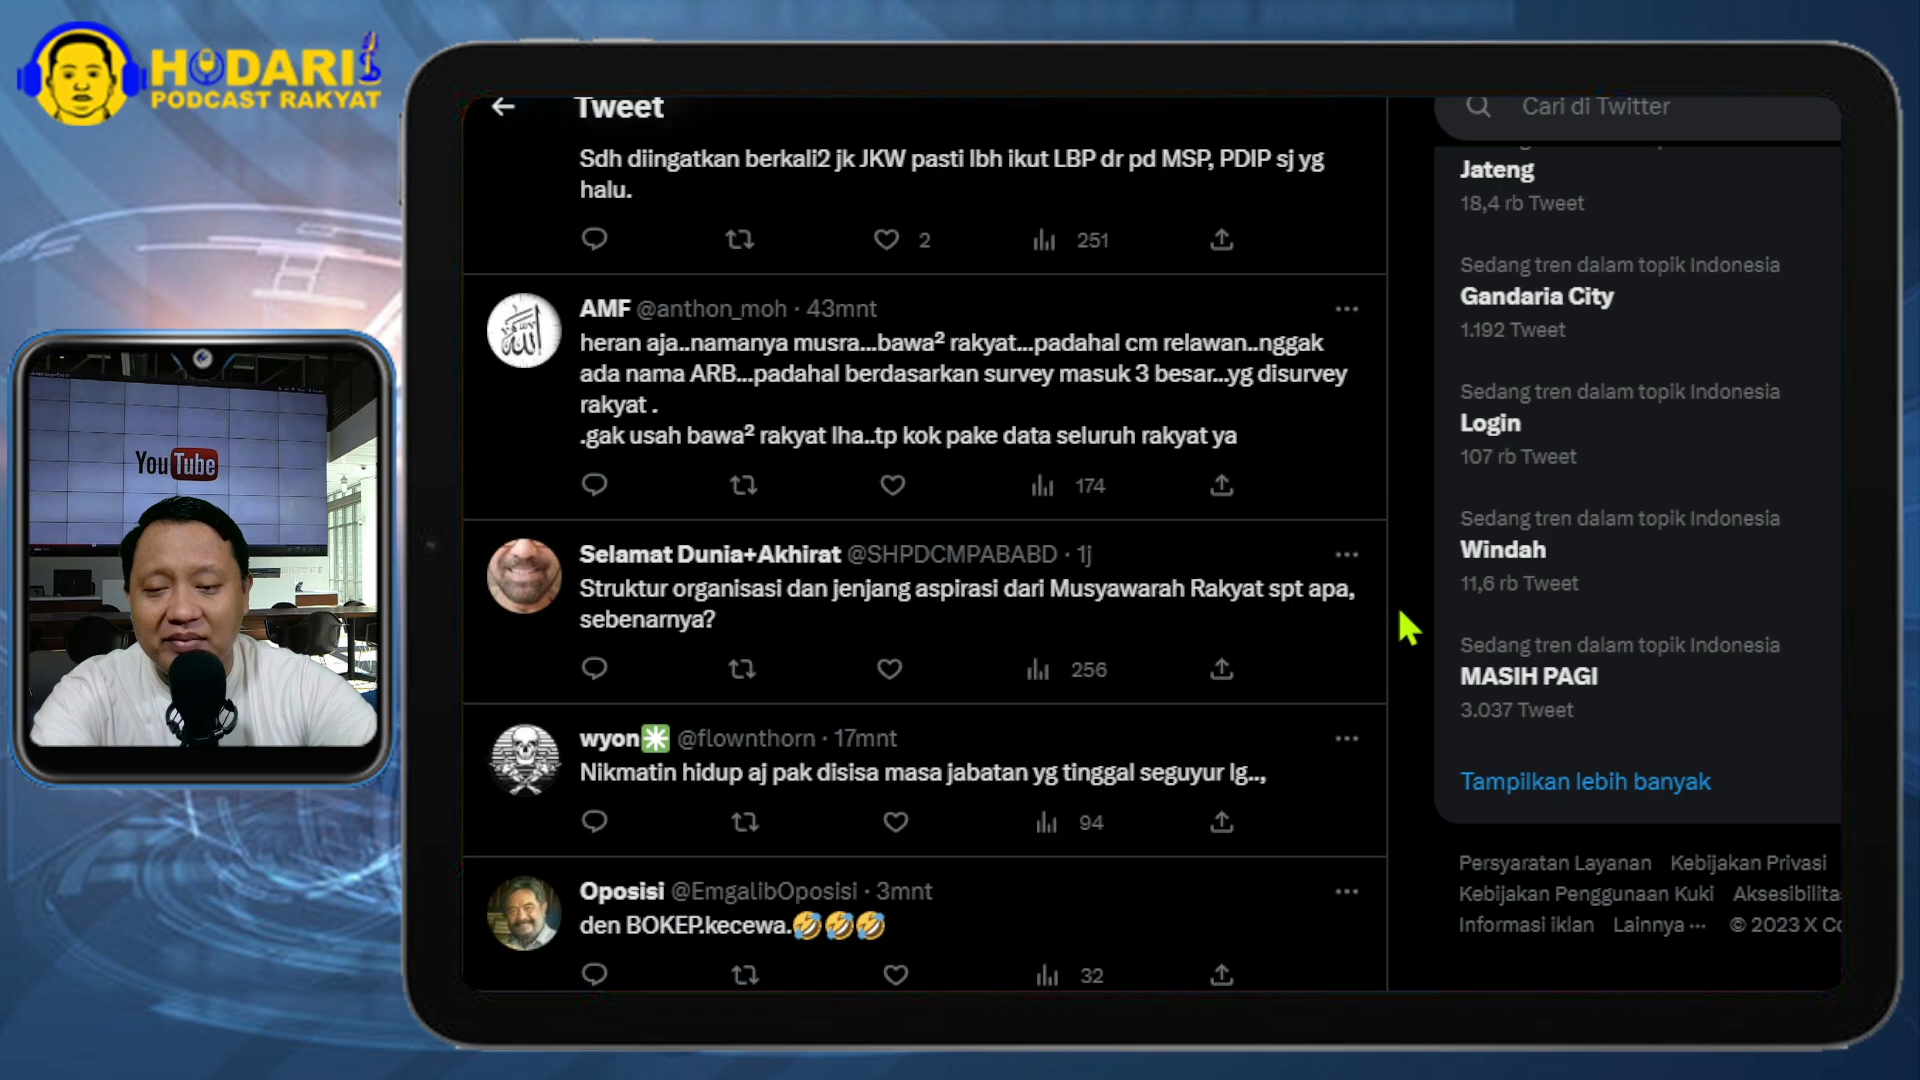 HODARI
PODCAST RAKYAT
YouTube
Tweet
Sdh diingatkan berkali2 jk JKW pasti lbh ikut LBP dr pd MSP, PDIP sj yg
halu.
2
251
AMF @anthon_moh · 43mnt
heran aja..namanya musra...bawa² rakyat...padahal cm relawan..nggak
ada nama ARB...padahal berdasarkan survey masuk 3 besar...yg disurvey
rakyat .
.gak usah bawa² rakyat lha..tp kok pake data seluruh rakyat ya
174
Selamat Dunia+Akhirat @SHPDCMPABABD · 1j
Struktur organisasi dan jenjang aspirasi dari Musyawarah Rakyat spt apa,
sebenarnya?
256
wyon✳️ @flownthorn · 17mnt
Nikmatin hidup aj pak disisa masa jabatan yg tinggal seguyur lg..,
94
Oposisi @EmgalibOposisi · 3mnt
den BOKEP.kecewa.🤣🤣🤣
32
Cari di Twitter
Jateng
18,4 rb Tweet
Sedang tren dalam topik Indonesia
Gandaria City
1.192 Tweet
Sedang tren dalam topik Indonesia
Login
107 rb Tweet
Sedang tren dalam topik Indonesia
Windah
11,6 rb Tweet
Sedang tren dalam topik Indonesia
MASIH PAGI
3.037 Tweet
Tampilkan lebih banyak
Persyaratan Layanan Kebijakan Privasi
Kebijakan Penggunaan Kuki Aksesibilitas
Informasi iklan Lainnya ··· © 2023 X Co